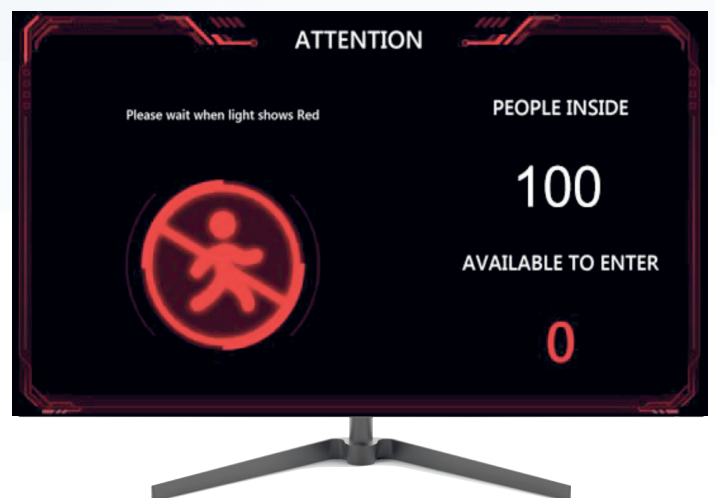 ATTENTION
Please wait when light shows Red
PEOPLE INSIDE
100
AVAILABLE TO ENTER
0